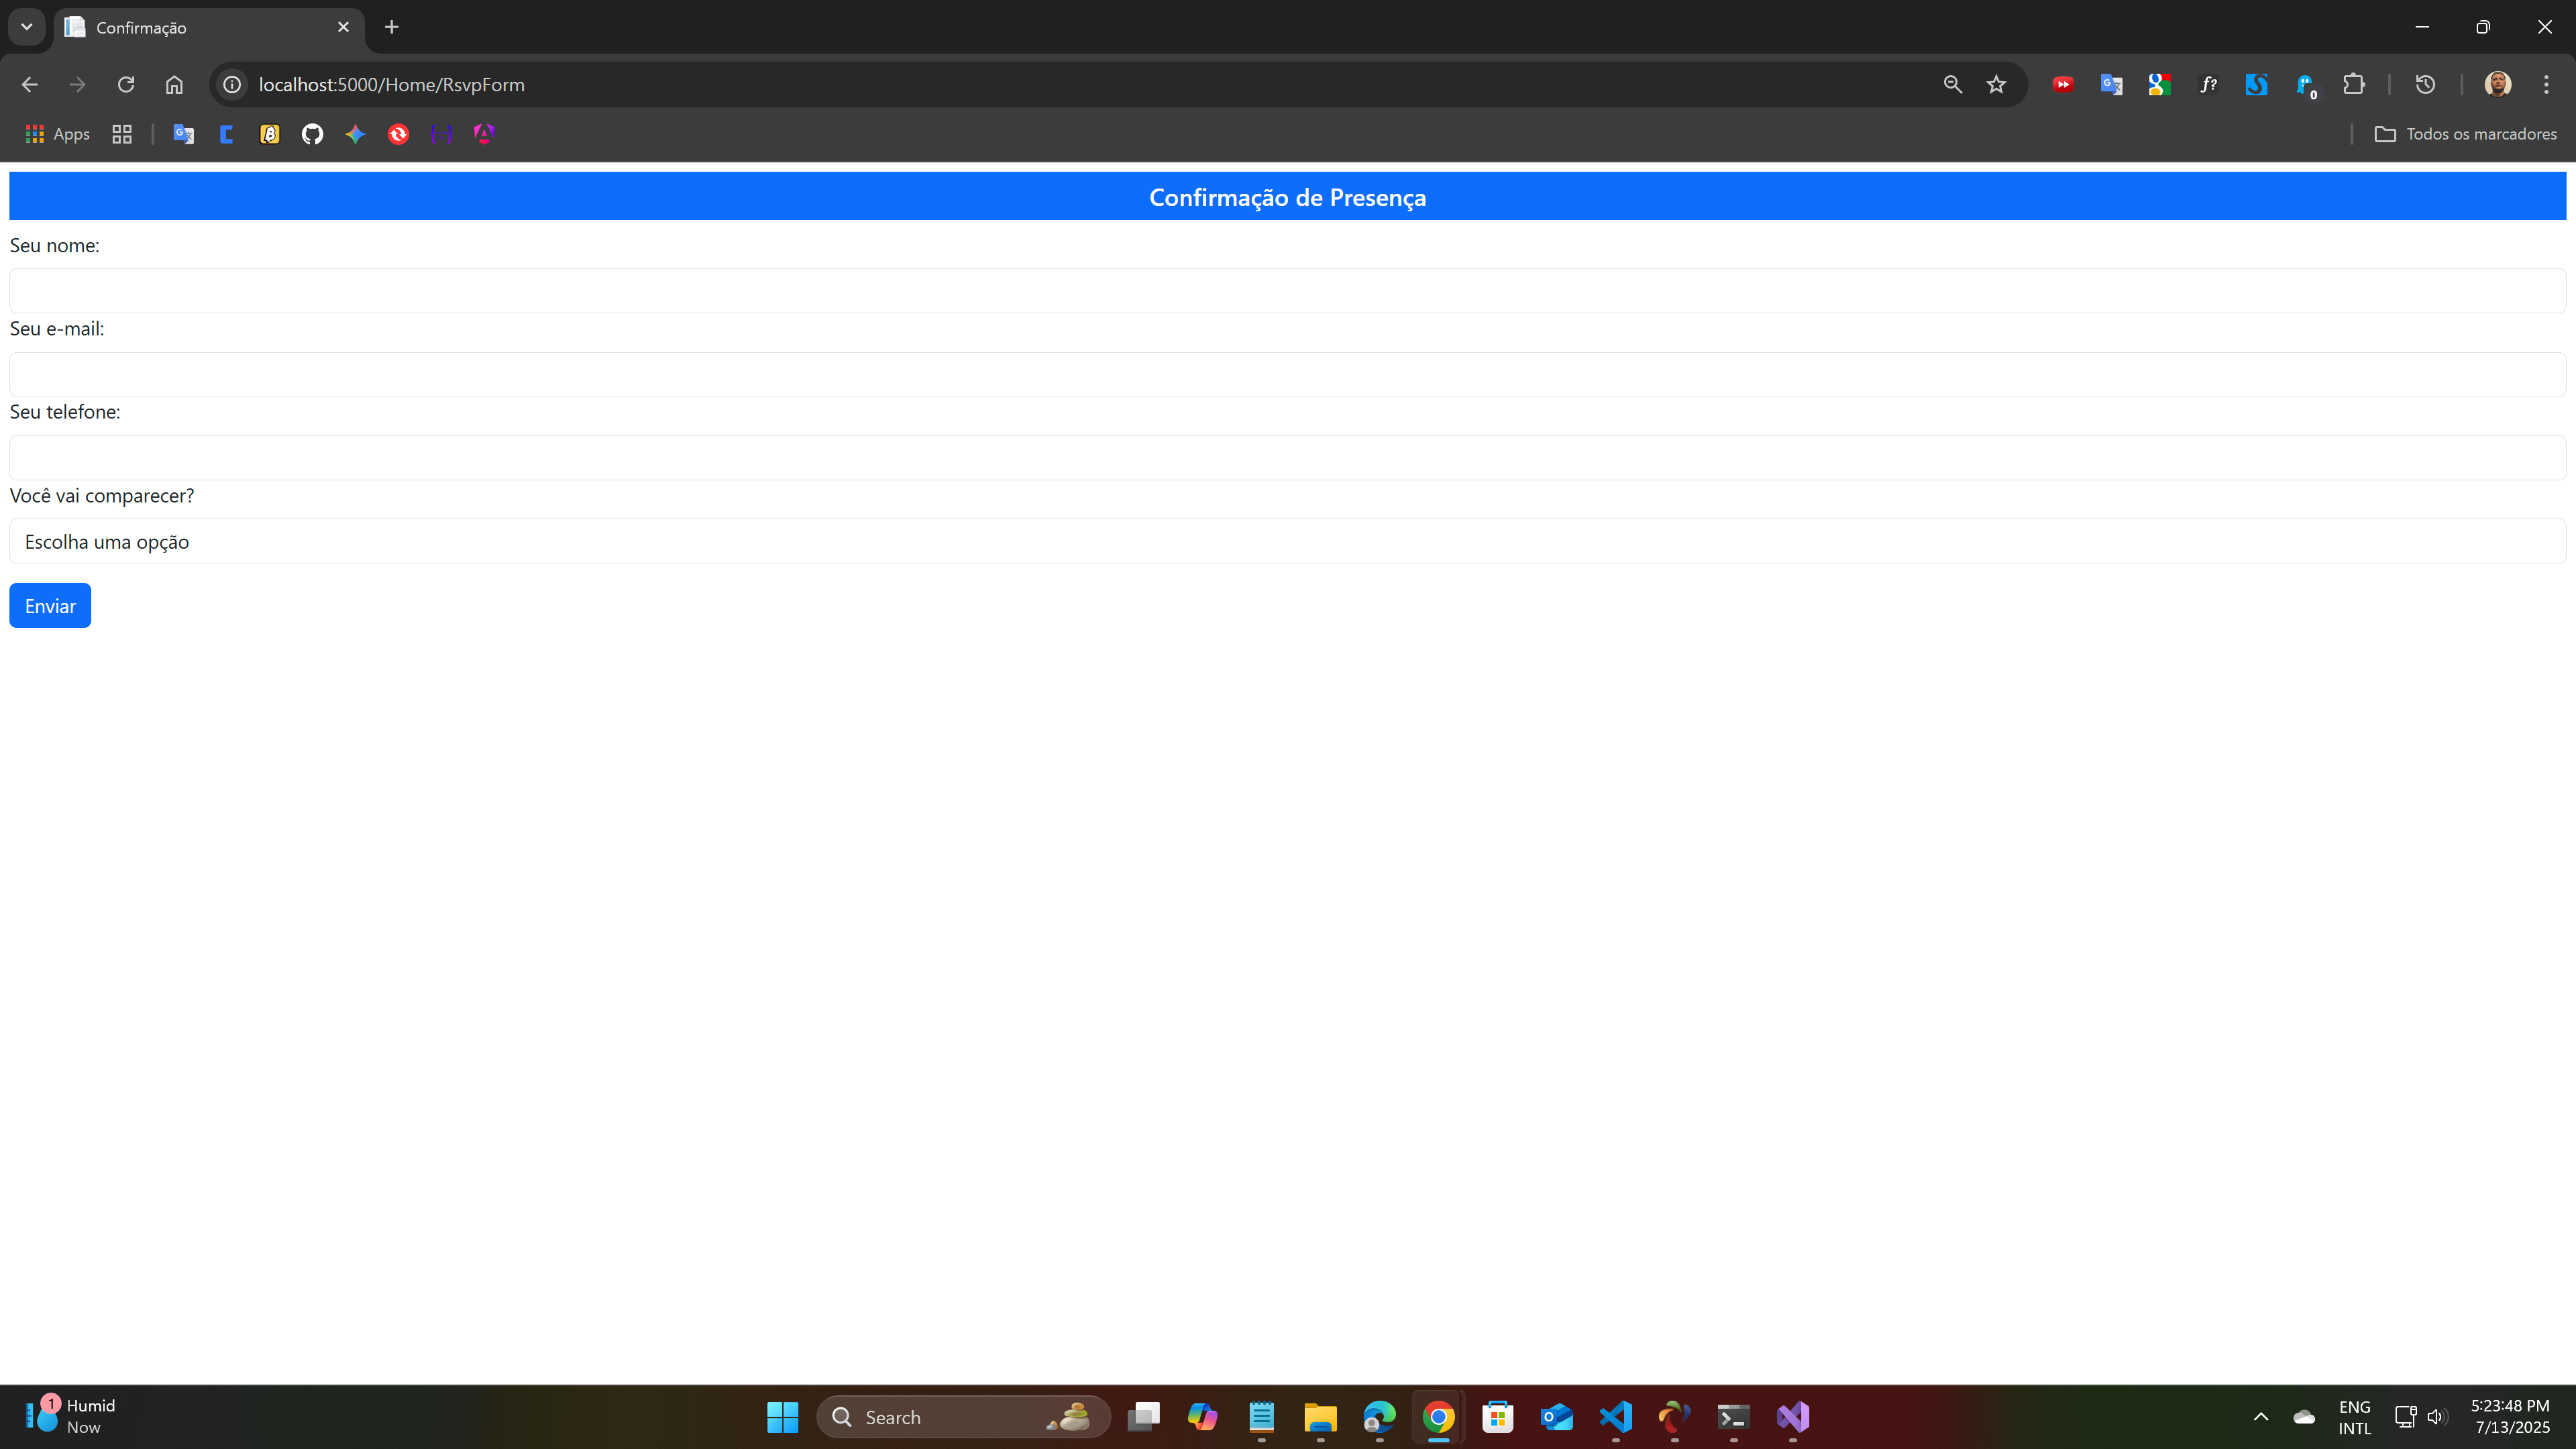 Confirmação
localhost:5000/Home/RsvpForm
0
Apps
Todos os marcadores
Confirmação de Presença
Seu nome:
Seu e-mail:
Seu telefone:
Você vai comparecer?
Escolha uma opção
Enviar
1
Humid
Now
Search
ENG
INTL
5:23:48 PM
7/13/2025